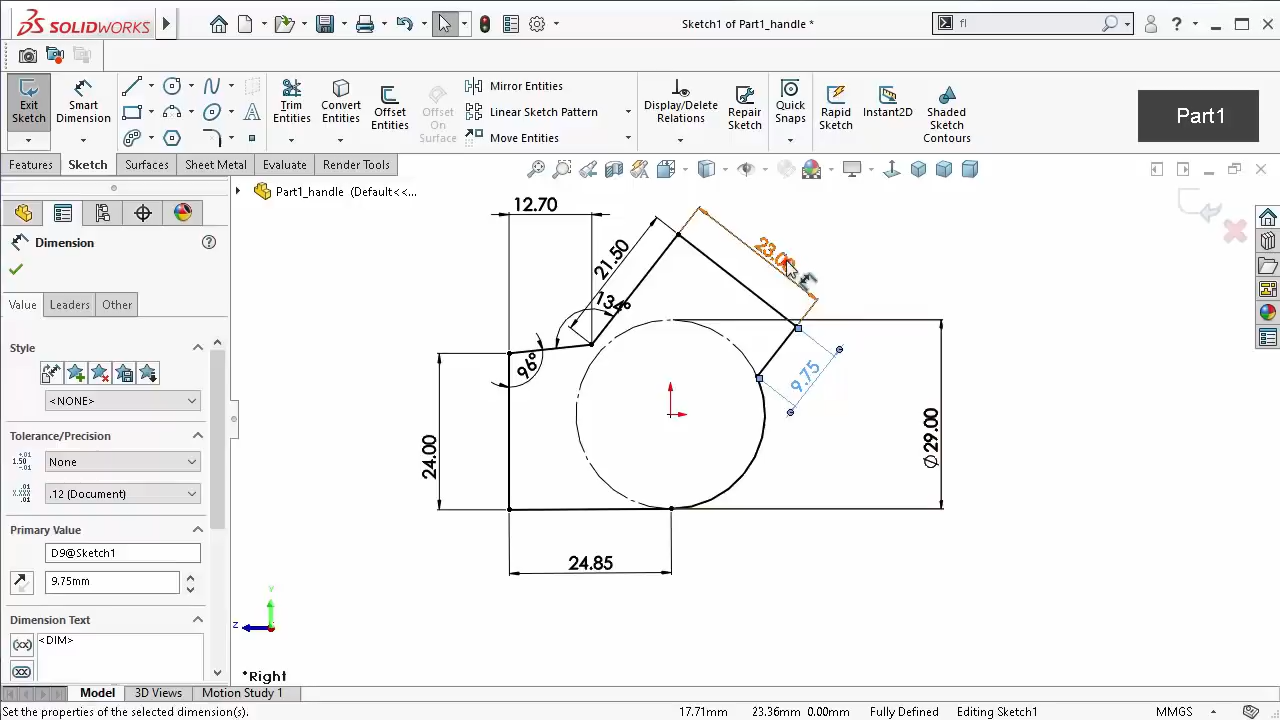 SOLIDWORKS
Sketch1 of Part1_handle *
fl
Exit Sketch
Smart Dimension
Trim Entities
Convert Entities
Offset Entities
Offset On Surface
Mirror Entities
Linear Sketch Pattern
Move Entities
Display/Delete Relations
Repair Sketch
Quick Snaps
Rapid Sketch
Instant2D
Shaded Sketch Contours
Part1
Features
Sketch
Surfaces
Sheet Metal
Evaluate
Render Tools
Part1_handle (Default<<...
Dimension
Value
Leaders
Other
Style
<NONE>
Tolerance/Precision
None
.12 (Document)
Primary Value
D9@Sketch1
9.75mm
Dimension Text
<DIM>
12.70
21.50
23.00
134°
96°
9.75
24.00
Ø29.00
24.85
Y
Z
*Right
Model
3D Views
Motion Study 1
Set the properties of the selected dimension(s).
17.71mm
23.36mm 0.00mm
Fully Defined
Editing Sketch1
MMGS